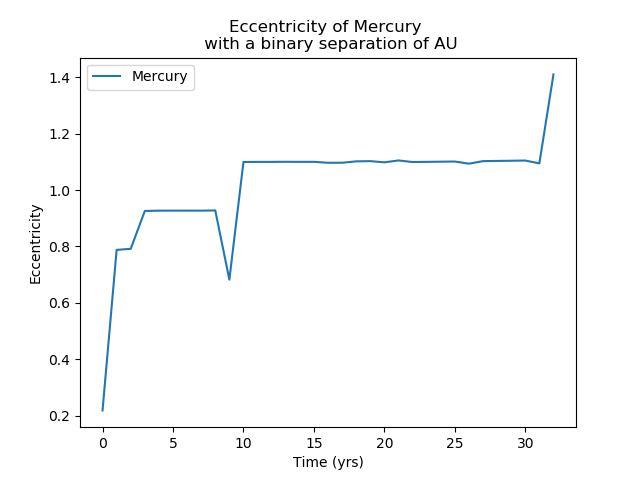 Eccentricity of Mercury
with a binary separation of AU
Mercury
Eccentricity
1.4
1.2
1.0
0.8
0.6
0.4
0.2
0 5 10 15 20 25 30
Time (yrs)